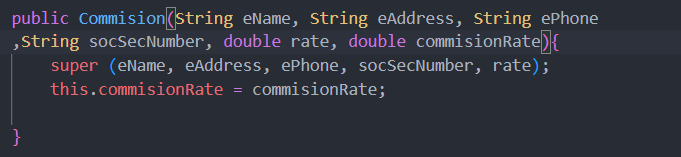 public Commision(String eName, String eAddress, String ePhone
,String socSecNumber, double rate, double commisionRate){
super (eName, eAddress, ePhone, socSecNumber, rate);
this.commisionRate = commisionRate;
}